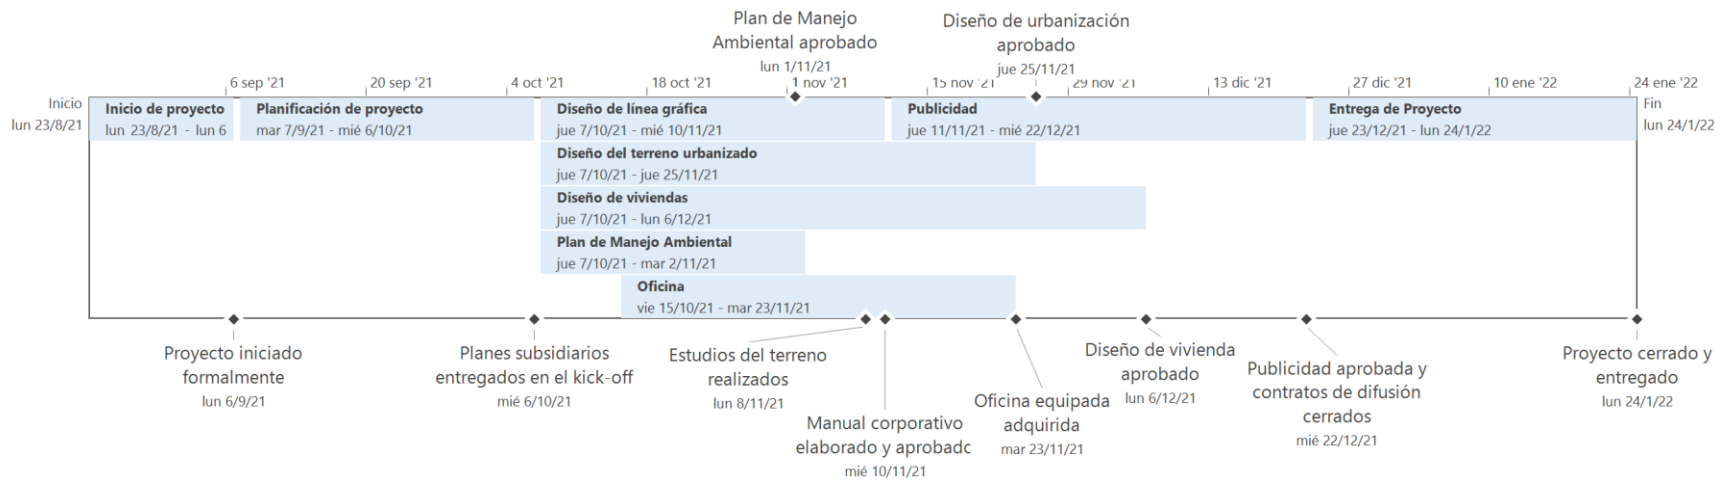 Plan de Manejo
Ambiental aprobado
lun 1/11/21
Diseño de urbanización
aprobado
jue 25/11/21
6 sep '21
20 sep '21
4 oct '21
18 oct '21
1 nov '21
15 nov '21
29 nov '21
13 dic '21
27 dic '21
10 ene '22
24 ene '22
Inicio
lun 23/8/21
Inicio de proyecto
lun 23/8/21 - lun 6
Planificación de proyecto
mar 7/9/21 - mié 6/10/21
Diseño de línea gráfica
jue 7/10/21 - mié 10/11/21
Publicidad
jue 11/11/21 - mié 22/12/21
Entrega de Proyecto
jue 23/12/21 - lun 24/1/22
Fin
lun 24/1/22
Diseño del terreno urbanizado
jue 7/10/21 - jue 25/11/21
Diseño de viviendas
jue 7/10/21 - lun 6/12/21
Plan de Manejo Ambiental
jue 7/10/21 - mar 2/11/21
Oficina
vie 15/10/21 - mar 23/11/21
Proyecto iniciado
formalmente
lun 6/9/21
Planes subsidiarios
entregados en el kick-off
mié 6/10/21
Estudios del terreno
realizados
lun 8/11/21
Manual corporativo
elaborado y aprobado
mié 10/11/21
Oficina equipada
adquirida
mar 23/11/21
Diseño de vivienda
aprobado
lun 6/12/21
Publicidad aprobada y
contratos de difusión
cerrados
mié 22/12/21
Proyecto cerrado y
entregado
lun 24/1/22